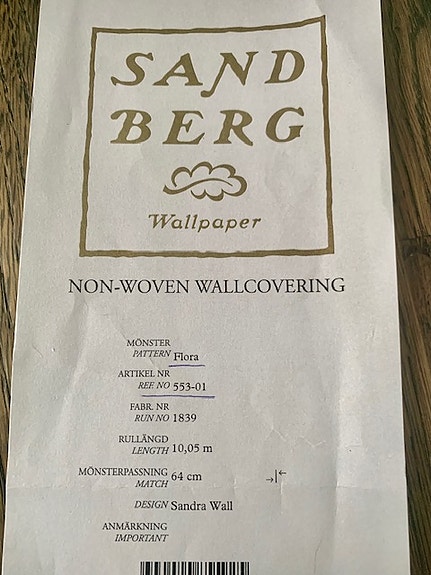 SAND
BERG
Wallpaper
NON-WOVEN WALLCOVERING
MÖNSTER
PATTERN Flora
ARTIKEL NR
REF. NO 553-01
FABR. NR
RUN NO 1839
RULLÄNGD
LENGTH 10,05 m
MÖNSTERPASSNING
MATCH 64 cm
DESIGN Sandra Wall
ANMÄRKNING
IMPORTANT